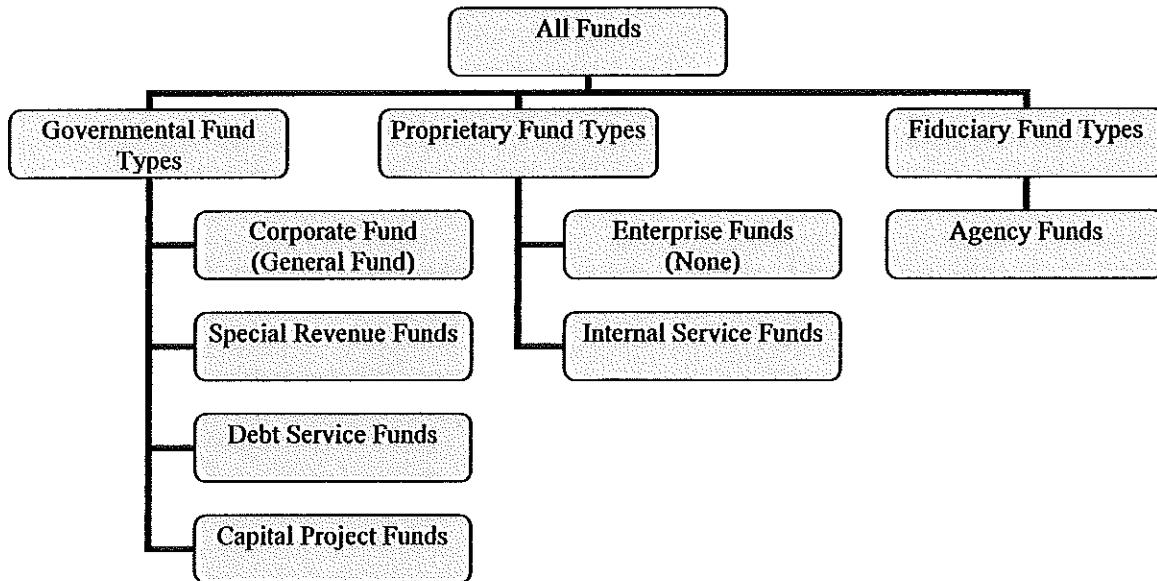 All Funds
Governmental Fund
Types
Proprietary Fund Types
Fiduciary Fund Types
Corporate Fund
(General Fund)
Enterprise Funds
(None)
Agency Funds
Special Revenue Funds
Internal Service Funds
Debt Service Funds
Capital Project Funds